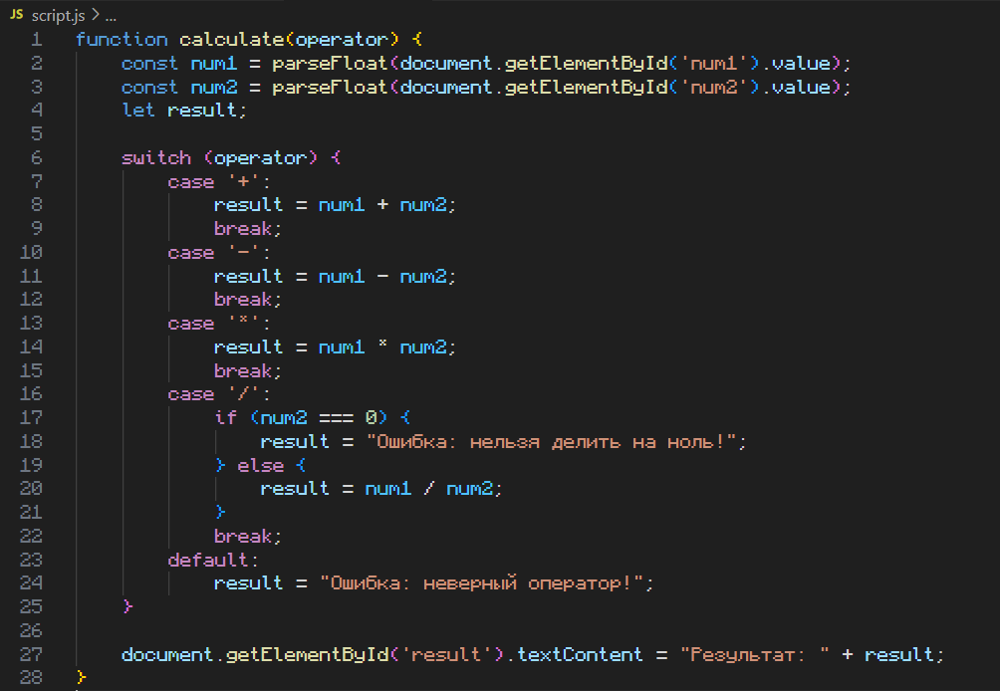 JS script.js > ...
1 function calculate(operator) {
2 const num1 = parseFloat(document.getElementById('num1').value);
3 const num2 = parseFloat(document.getElementById('num2').value);
4 let result;
5
6 switch (operator) {
7 case '+':
8 result = num1 + num2;
9 break;
10 case '-':
11 result = num1 - num2;
12 break;
13 case '*':
14 result = num1 * num2;
15 break;
16 case '/':
17 if (num2 === 0) {
18 result = "Ошибка: нельзя делить на ноль!";
19 } else {
20 result = num1 / num2;
21 }
22 break;
23 default:
24 result = "Ошибка: неверный оператор!";
25 }
26
27 document.getElementById('result').textContent = "Результат: " + result;
28 }